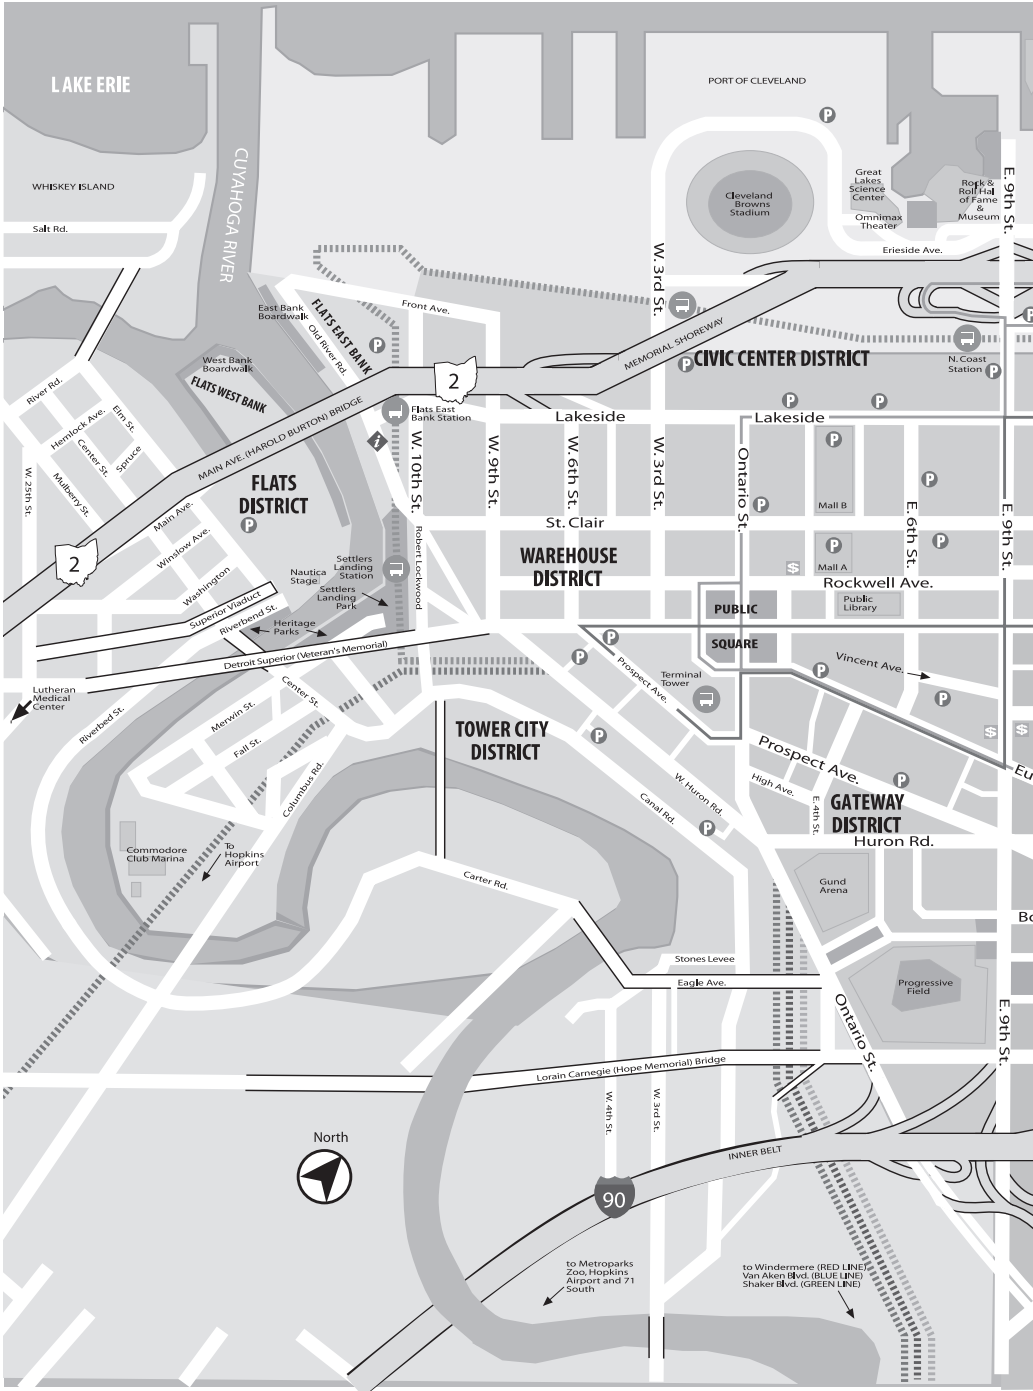 LAKE ERIE
PORT OF CLEVELAND
P
CUYAHOGA RIVER
WHISKEY ISLAND
Salt Rd.
Cleveland
Browns
Stadium
Great
Lakes
Science
Center
Omnimax
Theater
Rock &
Roll Hall
of Fame
&
Museum
E. 9th St.
Erieside Ave.
W. 3rd St.
East Bank
Boardwalk
FLATS EAST BANK
Old River Rd.
Front Ave.
P
MEMORIAL SHOREWAY
P
CIVIC CENTER DISTRICT
N. Coast
Station
P
P
West Bank
Boardwalk
FLATS WEST BANK
2
River Rd.
Hemlock Ave.
Elm St.
Center St.
Spruce
Mulberry St.
W. 25th St.
MAIN AVE. (HAROLD BURTON) BRIDGE
Flats East
Bank Station
i
Lakeside
Lakeside
P
P
W. 10th St.
W. 9th St.
W. 6th St.
W. 3rd St.
Ontario St.
P
Mall B
P
P
E. 6th St.
E. 9th St.
FLATS
DISTRICT
P
Main Ave.
Winslow Ave.
Washington
2
St. Clair
Robert Lockwood
WAREHOUSE
DISTRICT
P
Mall A
P
$
Rockwell Ave.
Settlers
Landing
Station
Nautica
Stage
Settlers
Landing
Park
Superior Viaduct
Riverbend St.
Heritage
Parks
Public
Library
PUBLIC
SQUARE
Detroit Superior (Veteran's Memorial)
P
P
Prospect Ave.
Terminal
Tower
P
Vincent Ave.
P
$
$
Lutheran
Medical
Center
Riverbed St.
Center St.
Merwin St.
Fall St.
Columbus Rd.
TOWER CITY
DISTRICT
P
W. Huron Rd.
Canal Rd.
P
Prospect Ave.
High Ave.
E. 4th St.
P
Eu
GATEWAY
DISTRICT
Huron Rd.
Commodore
Club Marina
To
Hopkins
Airport
Carter Rd.
Gund
Arena
Bo
Stones Levee
Eagle Ave.
Progressive
Field
Ontario St.
E. 9th St.
Lorain Carnegie (Hope Memorial) Bridge
W. 4th St.
W. 3rd St.
INNER BELT
North
90
to Metroparks
Zoo, Hopkins
Airport and 71
South
to Windermere (RED LINE)
Van Aken Blvd. (BLUE LINE)
Shaker Blvd. (GREEN LINE)